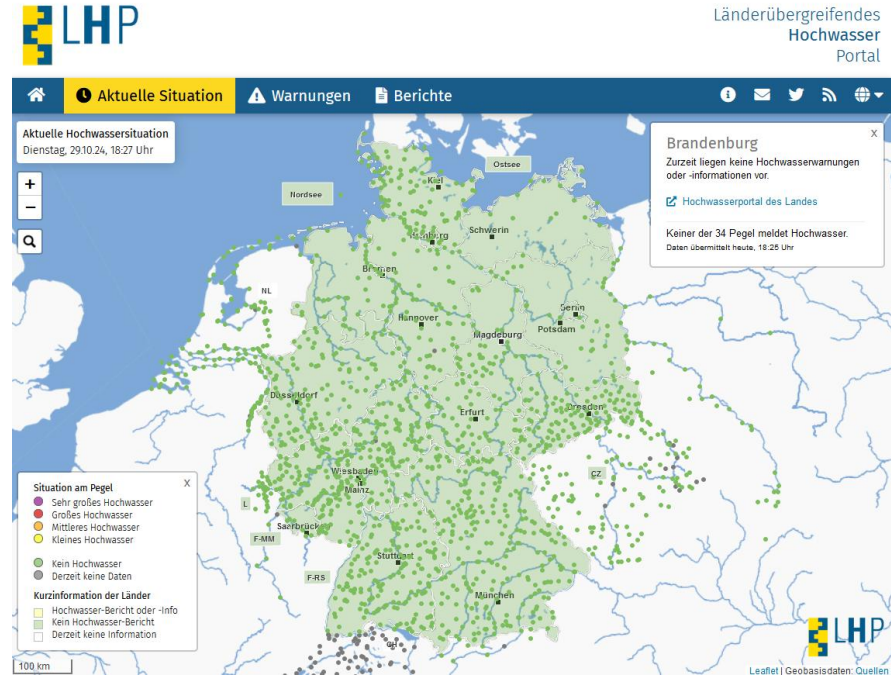 LHP
Länderübergreifendes
Hochwasser
Portal
Aktuelle Situation
Warnungen
Berichte
Aktuelle Hochwassersituation
Dienstag, 29.10.24, 18:27 Uhr
+
−
Brandenburg
x
Zurzeit liegen keine Hochwasserwarnungen
oder -informationen vor.
Hochwasserportal des Landes
Keiner der 34 Pegel meldet Hochwasser.
Daten übermittelt heute, 18:25 Uhr
Ostsee
Nordsee
Kiel
Schwerin
Bremen
NL
Hannover
Berlin
Potsdam
Magdeburg
Düsseldorf
Erfurt
Dresden
Wiesbaden
Mainz
CZ
L
Saarbrück
F-MM
F-RS
Stuttgart
München
CH
Situation am Pegel
x
Sehr großes Hochwasser
Großes Hochwasser
Mittleres Hochwasser
Kleines Hochwasser
Kein Hochwasser
Derzeit keine Daten
Kurzinformation der Länder
Hochwasser-Bericht oder -Info
Kein Hochwasser-Bericht
Derzeit keine Information
100 km
LHP
Leaflet | Geobasisdaten: Quellen